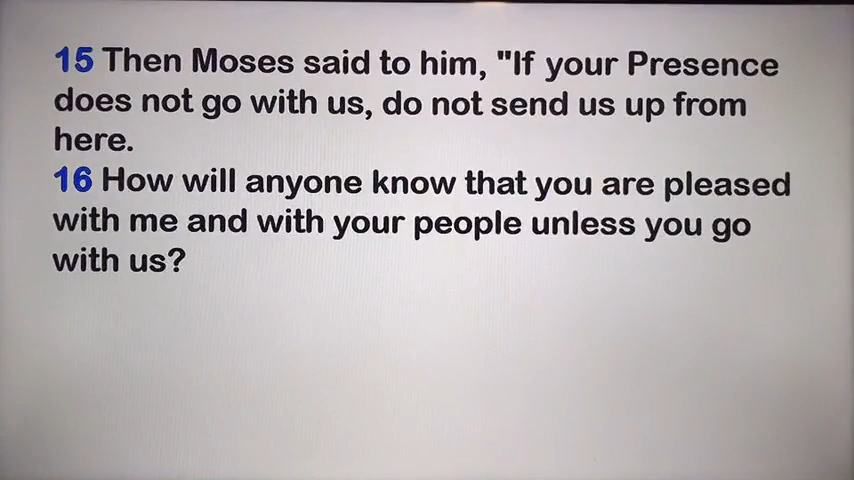 15 Then Moses said to him, "If your Presence
does not go with us, do not send us up from
here.
16 How will anyone know that you are pleased
with me and with your people unless you go
with us?